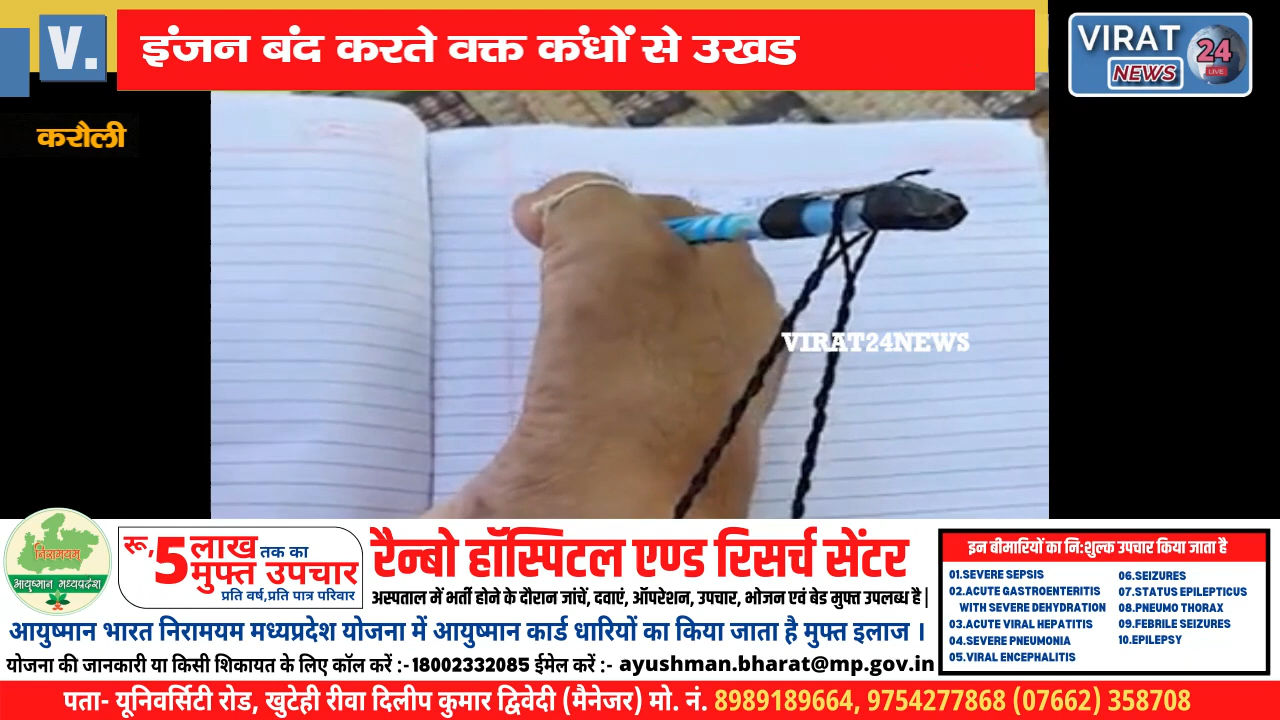 V.
इंजन बंद करते वक्त कंधों से उखड
VIRAT
24
NEWS
LIVE
करौली
VIRAT24NEWS
निरामयम्
आयुष्मान मध्यप्रदेश
रू, 5 लाख तक का
मुफ्त उपचार
प्रति वर्ष,प्रति पात्र परिवार
रैन्बो हॉस्पिटल एण्ड रिसर्च सेंटर
अस्पताल में भर्ती होने के दौरान जांचें, दवाएं, ऑपरेशन, उपचार, भोजन एवं बेड मुफ्त उपलब्ध है |
आयुष्मान भारत निरामयम मध्यप्रदेश योजना में आयुष्मान कार्ड धारियों का किया जाता है मुफ्त इलाज ।
योजना की जानकारी या किसी शिकायत के लिए कॉल करें :-18002332085 ईमेल करें :- ayushman.bharat@mp.gov.in
इन बीमारियों का नि:शुल्क उपचार किया जाता है
01.SEVERE SEPSIS
02.ACUTE GASTROENTERITIS
WITH SEVERE DEHYDRATION
03.ACUTE VIRAL HEPATITIS
04.SEVERE PNEUMONIA
05.VIRAL ENCEPHALITIS
06.SEIZURES
07.STATUS EPILEPTICUS
08.PNEUMO THORAX
09.FEBRILE SEIZURES
10.EPILEPSY
पता- यूनिवर्सिटी रोड, खुटेही रीवा दिलीप कुमार द्विवेदी (मैनेजर) मो. नं. 8989189664, 9754277868 (07662) 358708